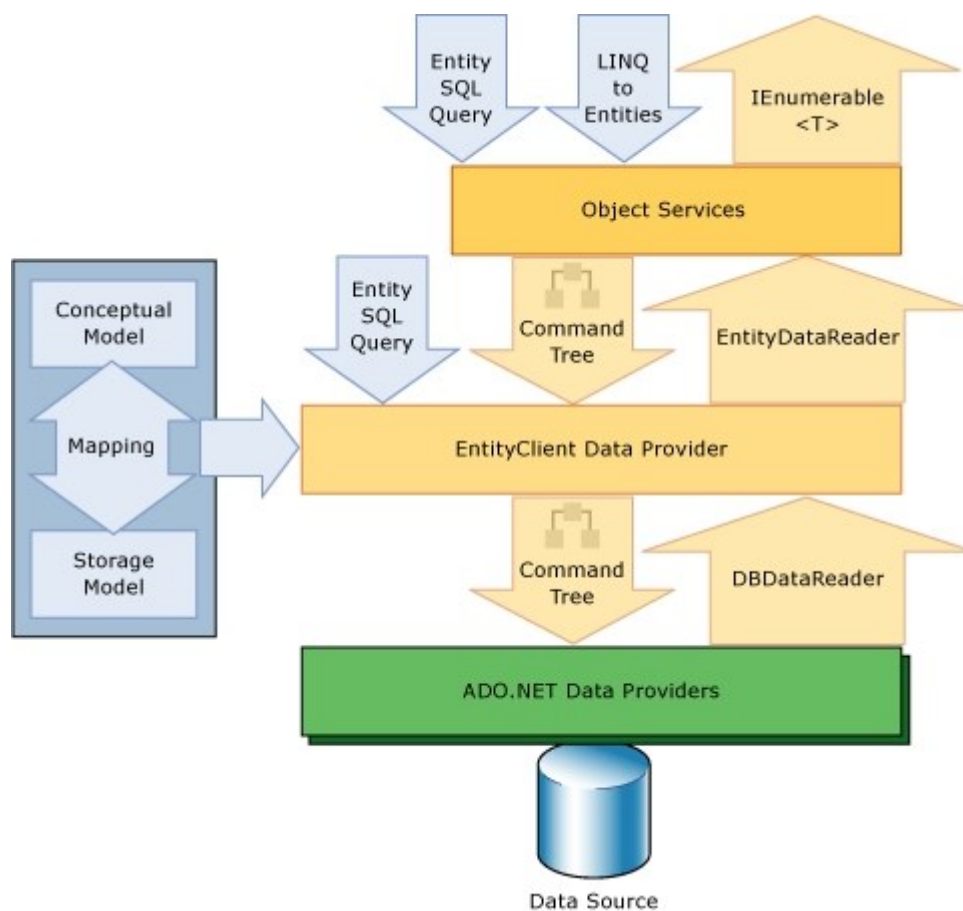 Entity
SQL
Query
LINQ
to
Entities
IEnumerable
<T>
Object Services
Conceptual
Model
Mapping
Storage
Model
Entity
SQL
Query
Command
Tree
EntityDataReader
EntityClient Data Provider
Command
Tree
DBDataReader
ADO.NET Data Providers
Data Source